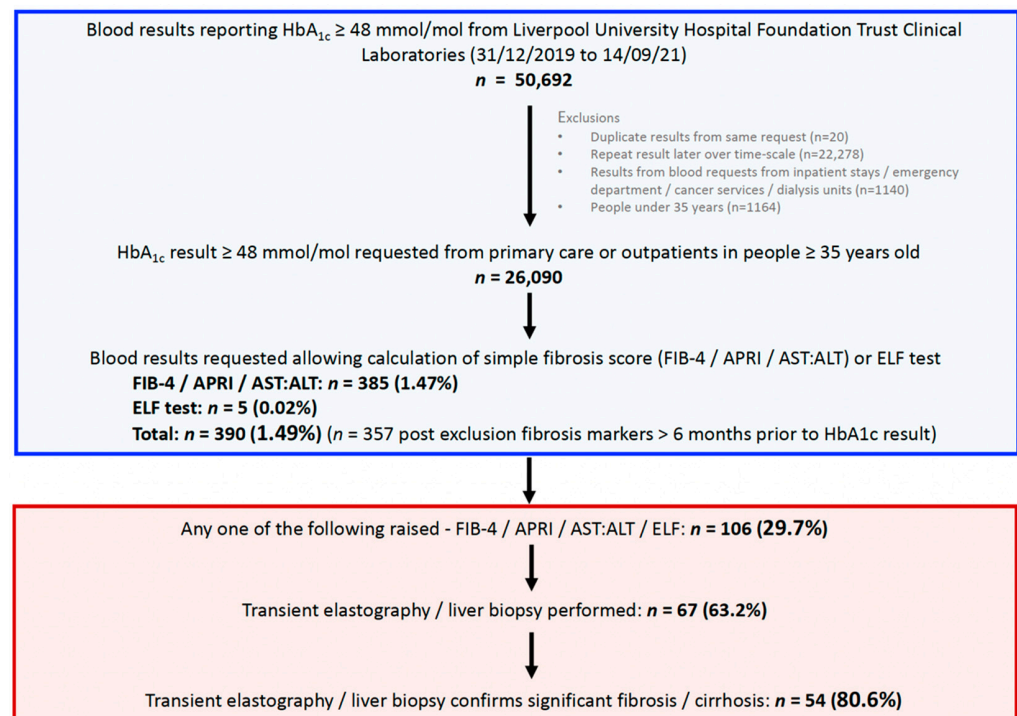 Blood results reporting HbA1c ≥ 48 mmol/mol from Liverpool University Hospital Foundation Trust Clinical
Laboratories (31/12/2019 to 14/09/21)
n = 50,692
Exclusions
• Duplicate results from same request (n=20)
• Repeat result later over time-scale (n=22,278)
• Results from blood requests from inpatient stays / emergency
department / cancer services / dialysis units (n=1140)
• People under 35 years (n=1164)
HbA1c result ≥ 48 mmol/mol requested from primary care or outpatients in people ≥ 35 years old
n = 26,090
Blood results requested allowing calculation of simple fibrosis score (FIB-4 / APRI / AST:ALT) or ELF test
FIB-4 / APRI / AST:ALT: n = 385 (1.47%)
ELF test: n = 5 (0.02%)
Total: n = 390 (1.49%) (n = 357 post exclusion fibrosis markers > 6 months prior to HbA1c result)
Any one of the following raised - FIB-4 / APRI / AST:ALT / ELF: n = 106 (29.7%)
Transient elastography / liver biopsy performed: n = 67 (63.2%)
Transient elastography / liver biopsy confirms significant fibrosis / cirrhosis: n = 54 (80.6%)